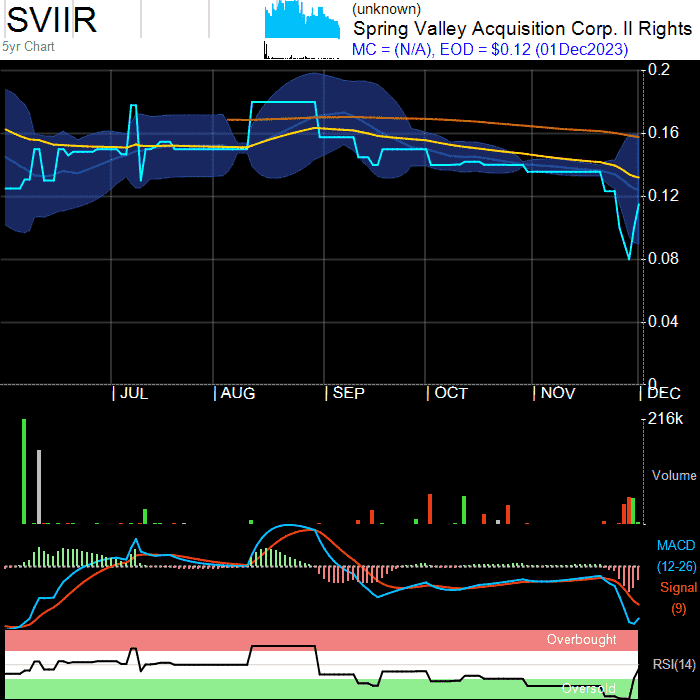 SVIIR
(unknown)
Spring Valley Acquisition Corp. II Rights
5yr Chart
MC = (N/A), EOD = $0.12 (01Dec2023)
0.2
0.16
0.12
0.08
0.04
0
JUL
AUG
SEP
OCT
NOV
DEC
216k
Volume
MACD
(12-26)
Signal
(9)
Overbought
RSI(14)
Oversold